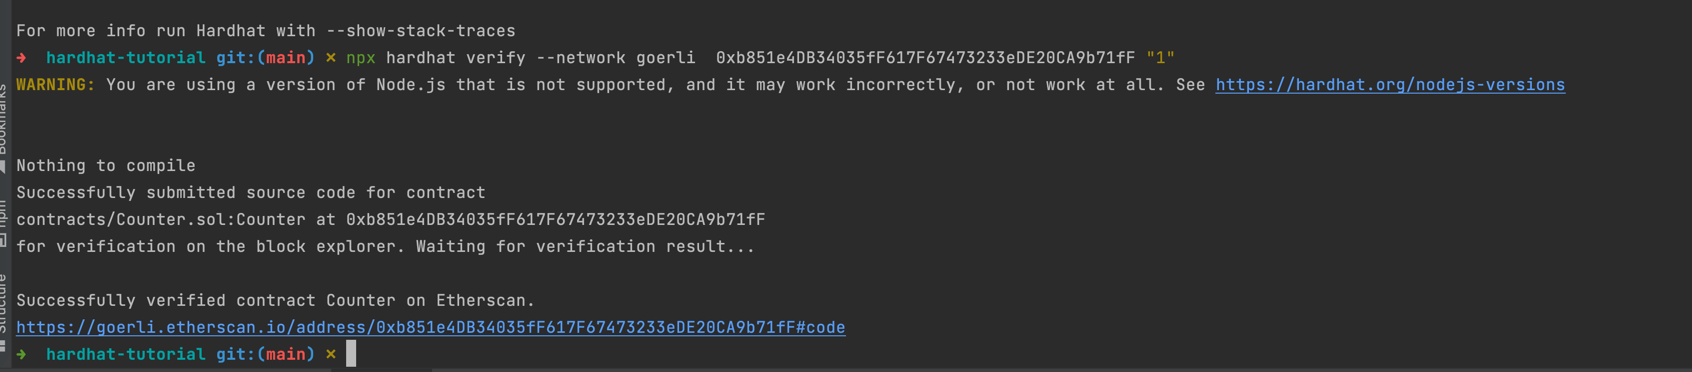 For more info run Hardhat with --show-stack-traces
➜ hardhat-tutorial git:(main) ✗ npx hardhat verify --network goerli 0xb851e4DB34035fF617F67473233eDE20CA9b71fF "1"
WARNING: You are using a version of Node.js that is not supported, and it may work incorrectly, or not work at all. See https://hardhat.org/nodejs-versions
Nothing to compile
Successfully submitted source code for contract
contracts/Counter.sol:Counter at 0xb851e4DB34035fF617F67473233eDE20CA9b71fF
for verification on the block explorer. Waiting for verification result...
Successfully verified contract Counter on Etherscan.
https://goerli.etherscan.io/address/0xb851e4DB34035fF617F67473233eDE20CA9b71fF#code
➜ hardhat-tutorial git:(main) ✗
Bookmarks
npm
Structure